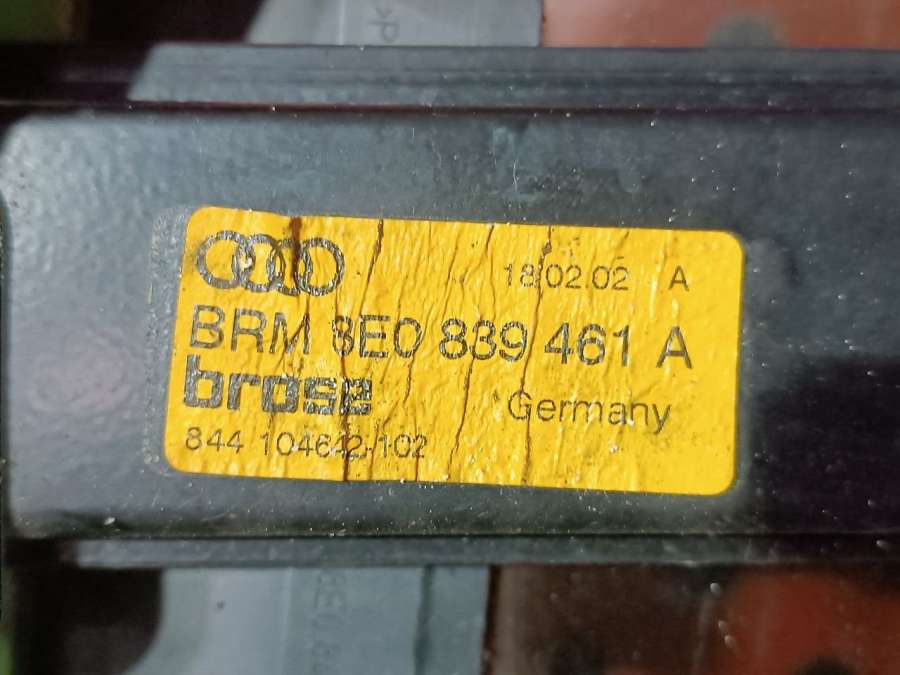 18.02.02 A
BRM 8E0 839 461 A
brose
Germany
844 104642-102